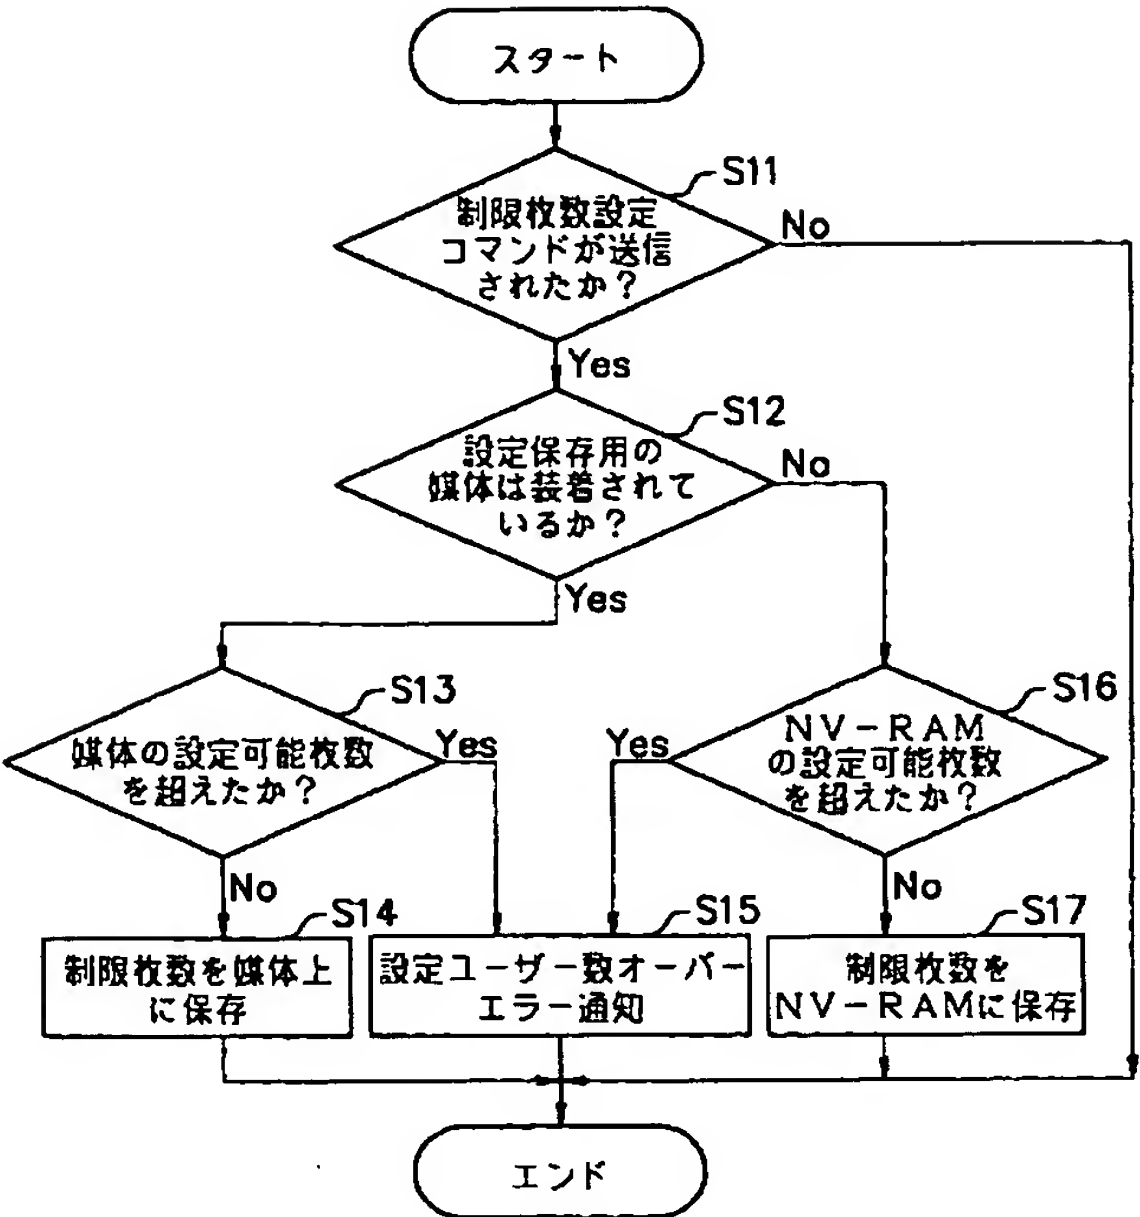 スタート
S11
制限枚数設定
コマンドが送信
されたか?
No
Yes
S12
設定保存用の
媒体は装着されて
いるか?
No
Yes
S13
媒体の設定可能枚数
を超えたか?
Yes
No
S16
NV-RAM
の設定可能枚数
を超えたか?
Yes
No
S14
制限枚数を媒体上
に保存
S15
設定ユーザー数オーバー
エラー通知
S17
制限枚数を
NV-RAMに保存
エンド